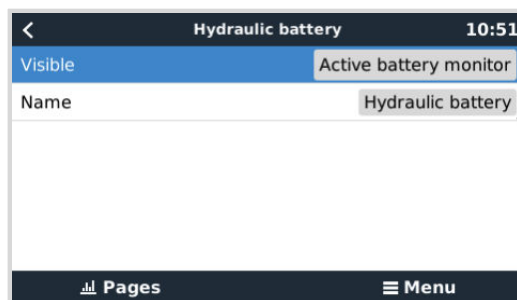 Hydraulic battery 10:51
Visible Active battery monitor
Name Hydraulic battery
Pages Menu